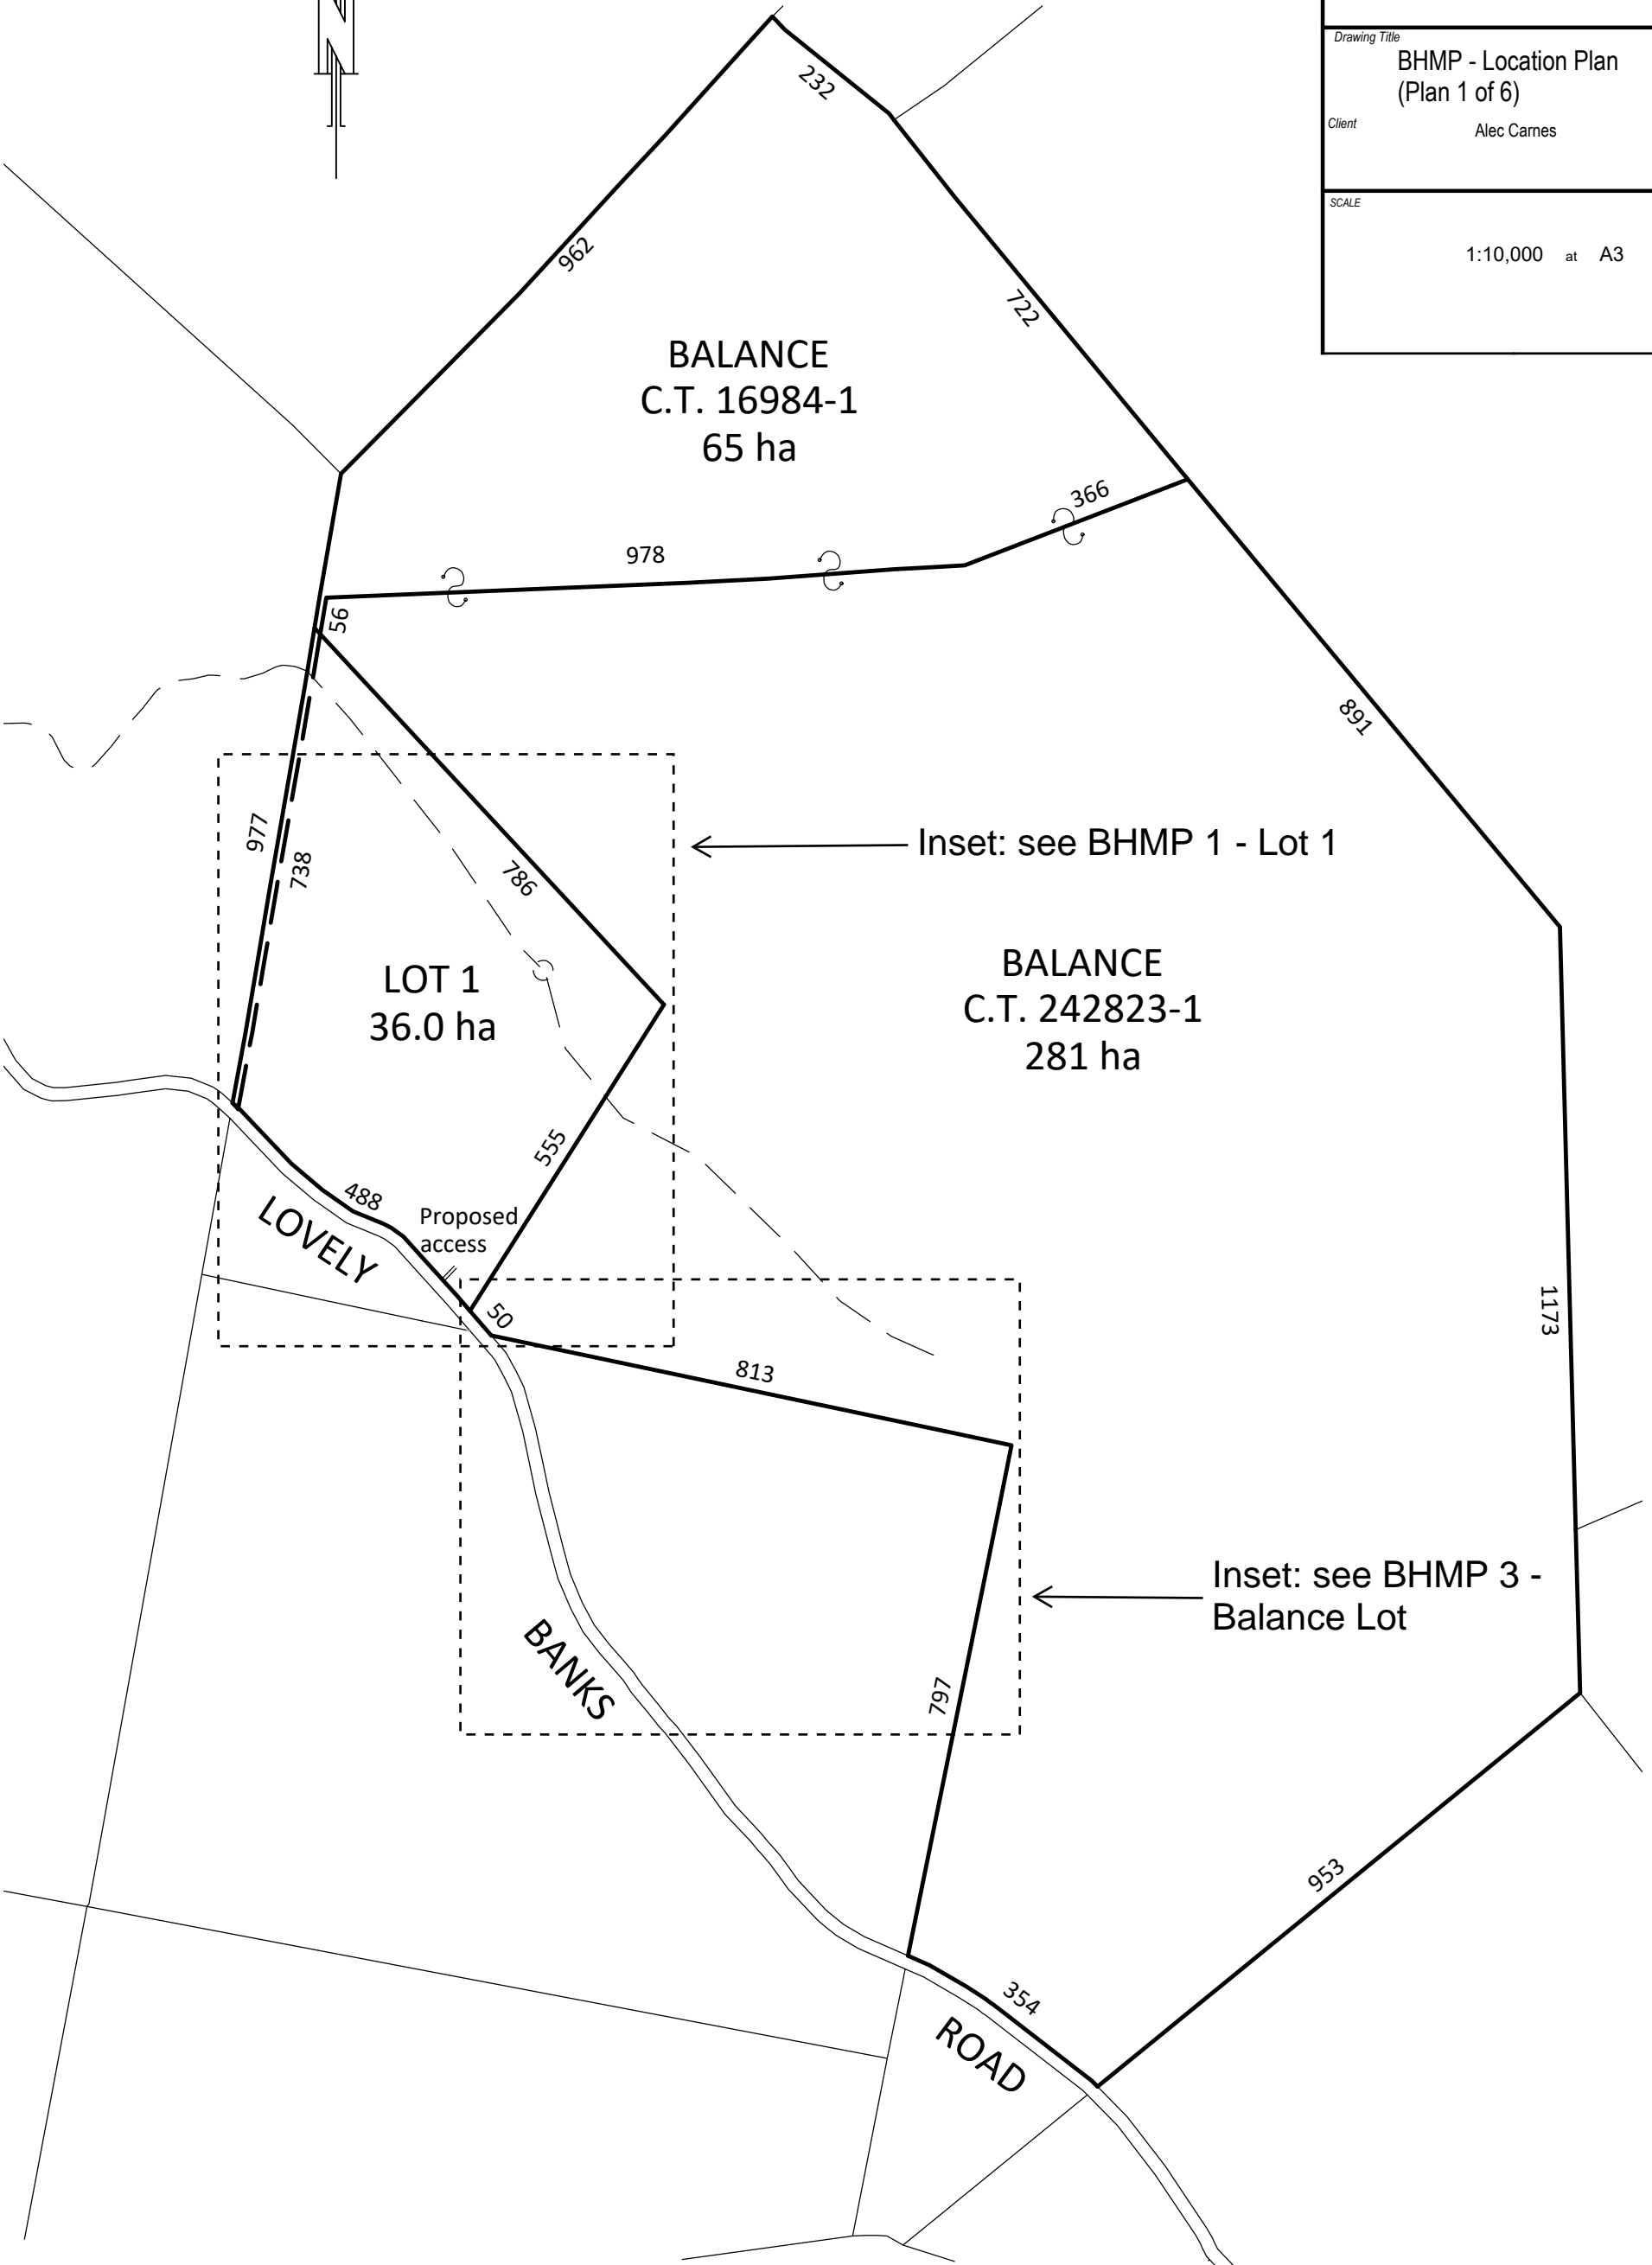 Drawing Title
BHMP - Location Plan
(Plan 1 of 6)
Client
Alec Carnes
SCALE
1:10,000 at A3
232
962
722
BALANCE
C.T. 16984-1
65 ha
366
978
56
891
977
738
786
Inset: see BHMP 1 - Lot 1
LOT 1
36.0 ha
BALANCE
C.T. 242823-1
281 ha
555
488
Proposed
access
LOVELY
50
1173
813
Inset: see BHMP 3 -
Balance Lot
BANKS
797
953
354
ROAD